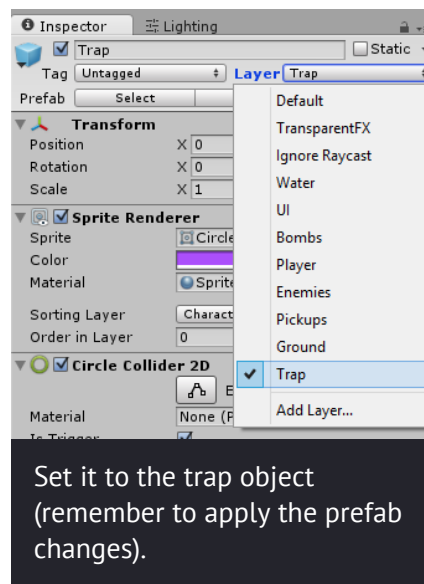 Inspector Lighting
Trap Static
Tag Untagged Layer Trap
Prefab Select
Default
TransparentFX
Ignore Raycast
Water
UI
Bombs
Player
Enemies
Pickups
Ground
Trap
Add Layer...
Transform
Position X 0
Rotation X 0
Scale X 1
Sprite Renderer
Sprite Circle
Color
Material Sprite
Sorting Layer Charact
Order in Layer 0
Circle Collider 2D
E
Material None (P
Is Trigger
Set it to the trap object
(remember to apply the prefab
changes).